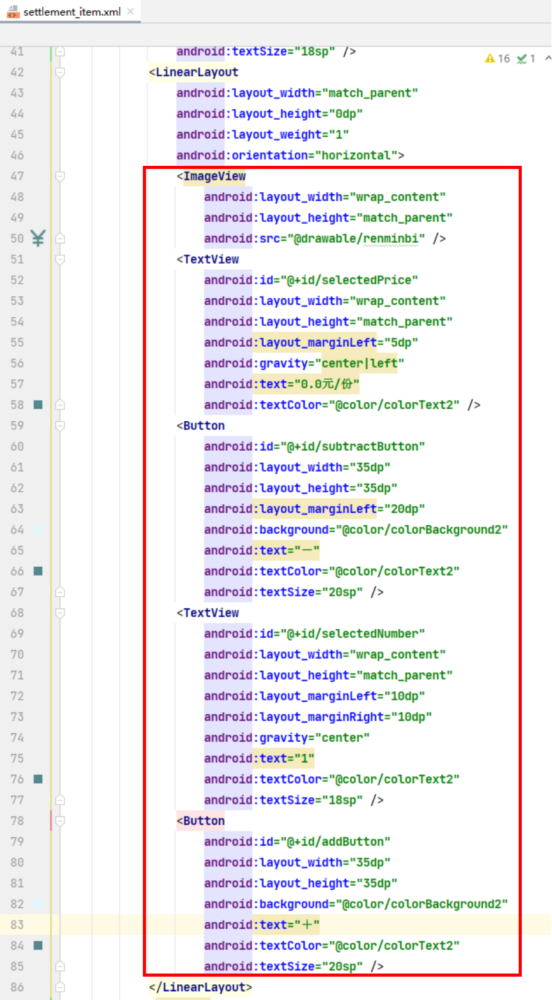 settlement_item.xml
16 1
41 android:textSize="18sp" />
42 <LinearLayout
43 android:layout_width="match_parent"
44 android:layout_height="0dp"
45 android:layout_weight="1"
46 android:orientation="horizontal">
47 <ImageView
48 android:layout_width="wrap_content"
49 android:layout_height="match_parent"
50 ¥ android:src="@drawable/renminbi" />
51 <TextView
52 android:id="@+id/selectedPrice"
53 android:layout_width="wrap_content"
54 android:layout_height="match_parent"
55 android:layout_marginLeft="5dp"
56 android:gravity="center|left"
57 android:text="0.0元/份"
58 android:textColor="@color/colorText2" />
59 <Button
60 android:id="@+id/subtractButton"
61 android:layout_width="35dp"
62 android:layout_height="35dp"
63 android:layout_marginLeft="20dp"
64 android:background="@color/colorBackground2"
65 android:text="－"
66 android:textColor="@color/colorText2"
67 android:textSize="20sp" />
68 <TextView
69 android:id="@+id/selectedNumber"
70 android:layout_width="wrap_content"
71 android:layout_height="match_parent"
72 android:layout_marginLeft="10dp"
73 android:layout_marginRight="10dp"
74 android:gravity="center"
75 android:text="1"
76 android:textColor="@color/colorText2"
77 android:textSize="18sp" />
78 <Button
79 android:id="@+id/addButton"
80 android:layout_width="35dp"
81 android:layout_height="35dp"
82 android:background="@color/colorBackground2"
83 android:text="＋"
84 android:textColor="@color/colorText2"
85 android:textSize="20sp" />
86 </LinearLayout>